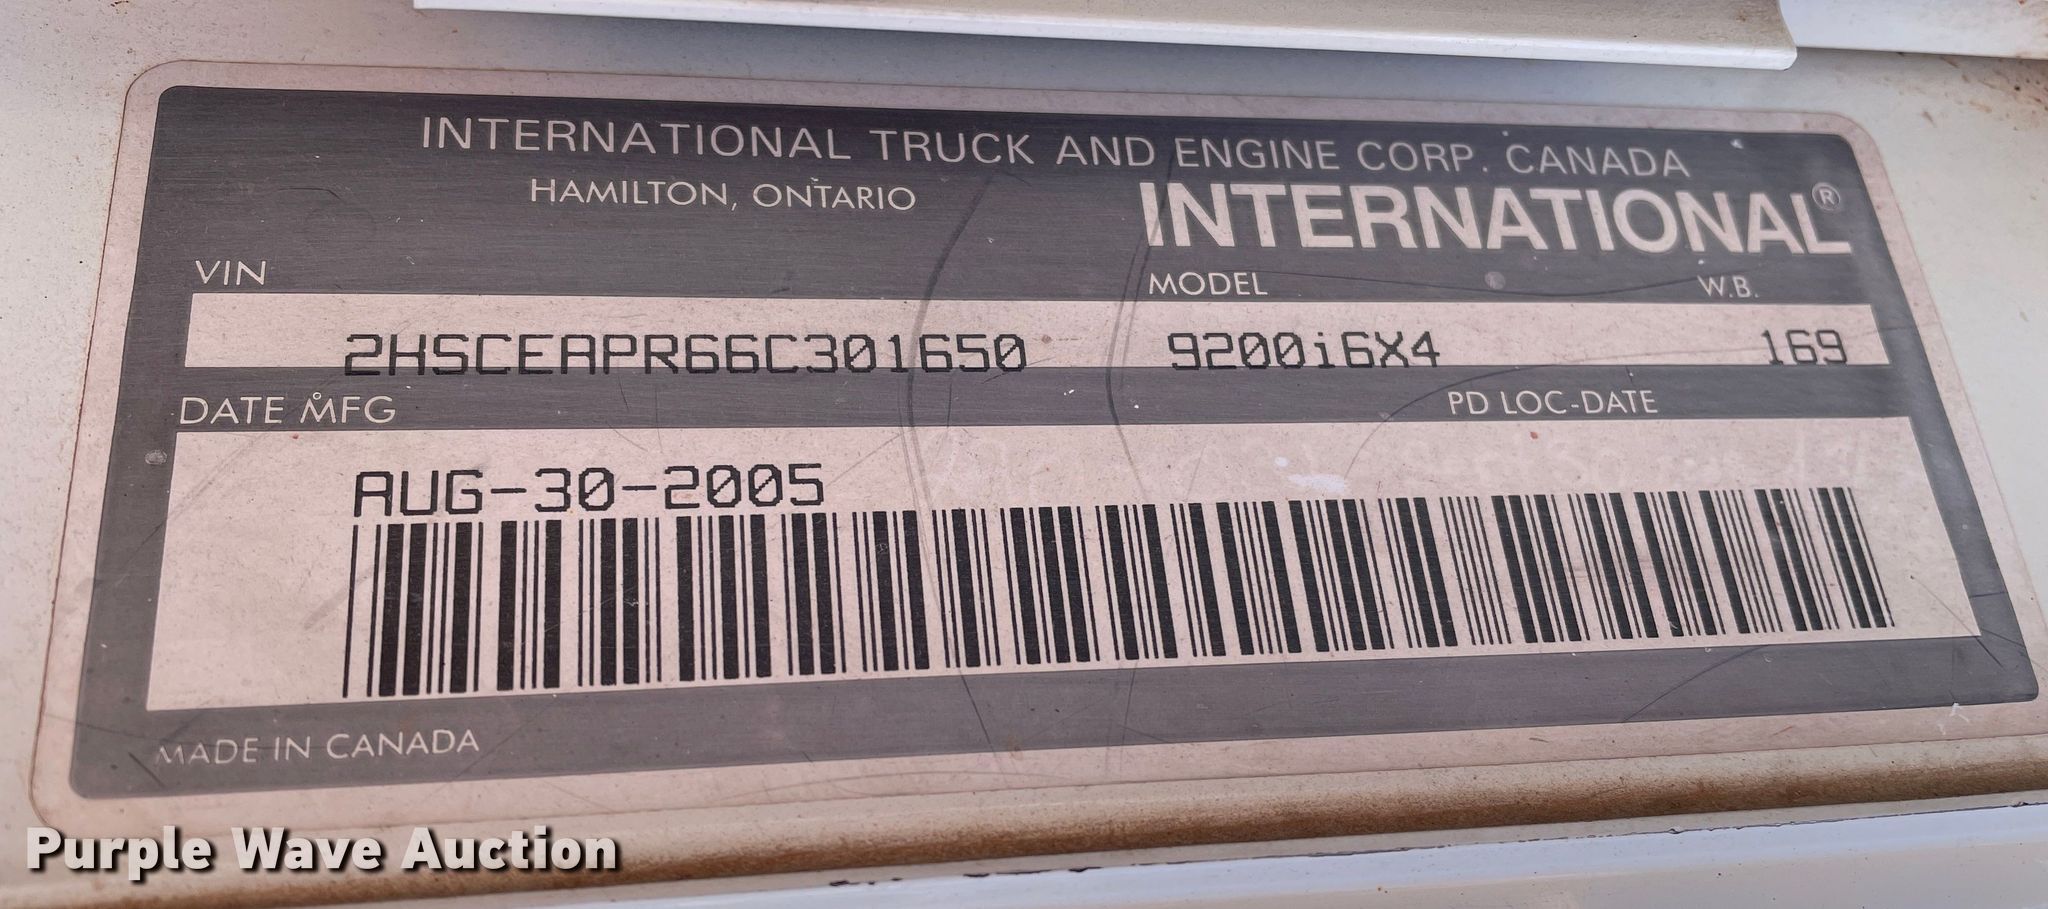 INTERNATIONAL TRUCK AND ENGINE CORP. CANADA
HAMILTON, ONTARIO
INTERNATIONAL®
VIN MODEL W.B.
2HSCEAPR66C301650 9200i6X4 169
DATE MFG PD LOC-DATE
AUG-30-2005
MADE IN CANADA
Purple Wave Auction